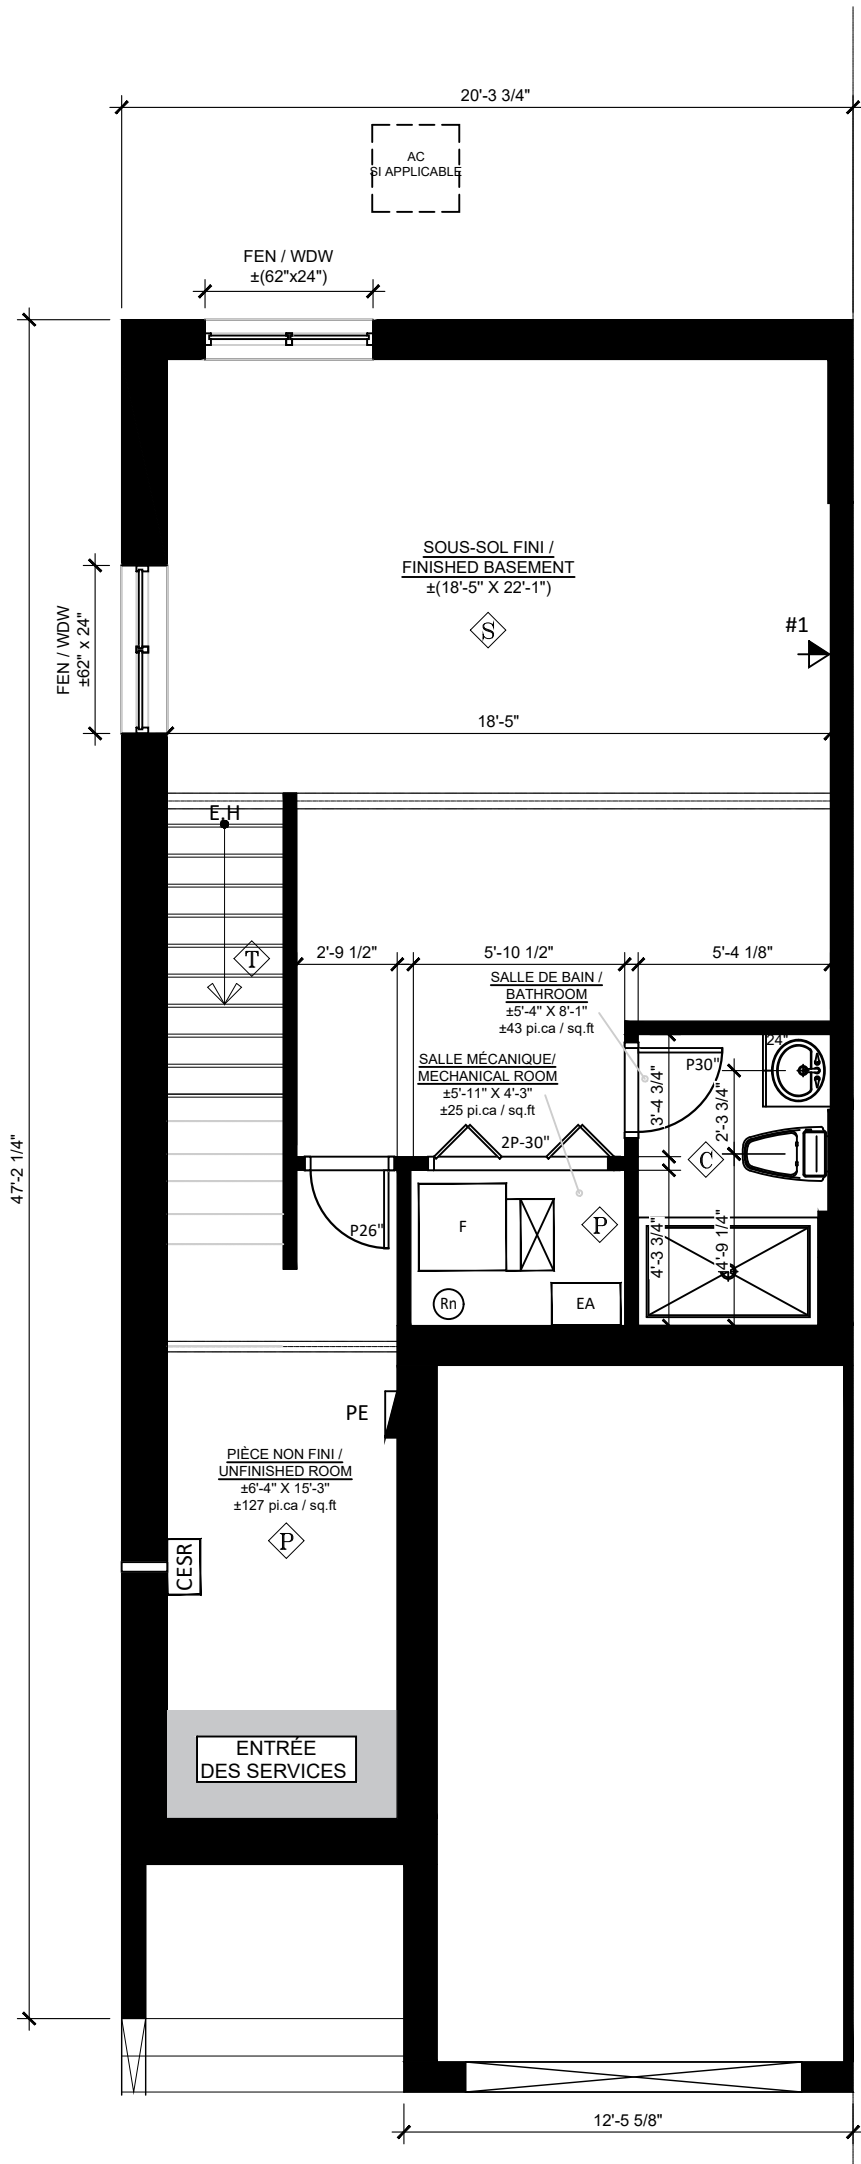 20'-3 3/4"
AC
SI APPLICABLE
FEN / WDW
±(62"x24")
SOUS-SOL FINI /
FINISHED BASEMENT
±(18'-5" X 22'-1")
S
#1
FEN / WDW
±62" x 24"
18'-5"
E.H
T
2'-9 1/2"
5'-10 1/2"
5'-4 1/8"
SALLE DE BAIN /
BATHROOM
±5'-4" X 8'-1"
±43 pi.ca / sq.ft
SALLE MÉCANIQUE/
MECHANICAL ROOM
±5'-11" X 4'-3"
±25 pi.ca / sq.ft
24"
P30"
3'-4 3/4"
2'-3 3/4"
2P-30"
C
47'-2 1/4"
P26"
F
P
4'-3 3/4"
4'-9 1/4"
Rn
EA
PE
PIÈCE NON FINI /
UNFINISHED ROOM
±6'-4" X 15'-3"
±127 pi.ca / sq.ft
P
CESR
ENTRÉE
DES SERVICES
12'-5 5/8"